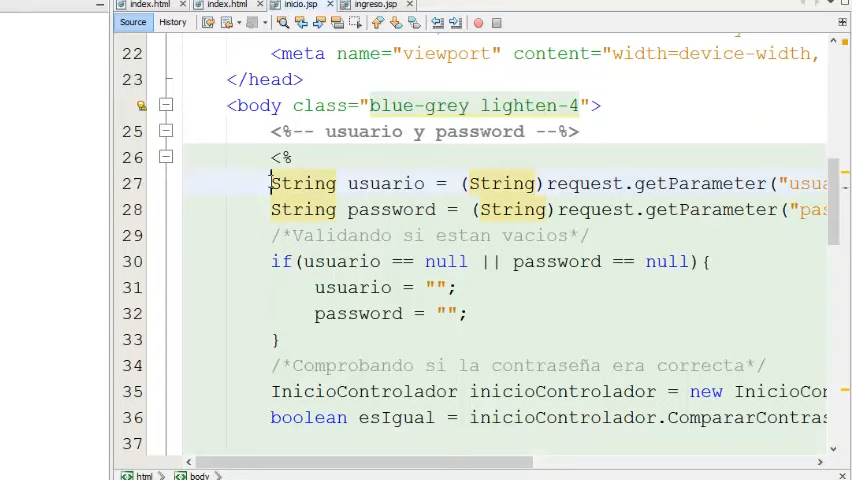 index.html index.html inicio.jsp ingreso.jsp
Source History
22 <meta name="viewport" content="width=device-width,
23 </head>
24 <body class="blue-grey lighten-4">
25 <%-- usuario y password --%>
26 <%
27 String usuario = (String)request.getParameter("usua
28 String password = (String)request.getParameter("pas
29 /*Validando si estan vacios*/
30 if(usuario == null || password == null){
31 usuario = "";
32 password = "";
33 }
34 /*Comprobando si la contraseña era correcta*/
35 InicioControlador inicioControlador = new InicioCon
36 boolean esIgual = inicioControlador.CompararContras
37
html body